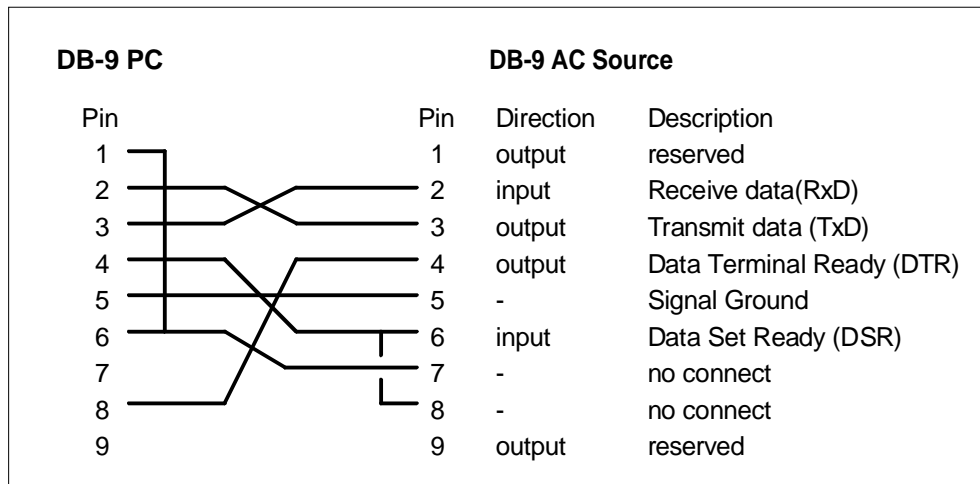 DB-9 PC DB-9 AC Source
Pin Pin Direction Description
1 1 output reserved
2 2 input Receive data(RxD)
3 3 output Transmit data (TxD)
4 4 output Data Terminal Ready (DTR)
5 5 - Signal Ground
6 6 input Data Set Ready (DSR)
7 7 - no connect
8 8 - no connect
9 9 output reserved